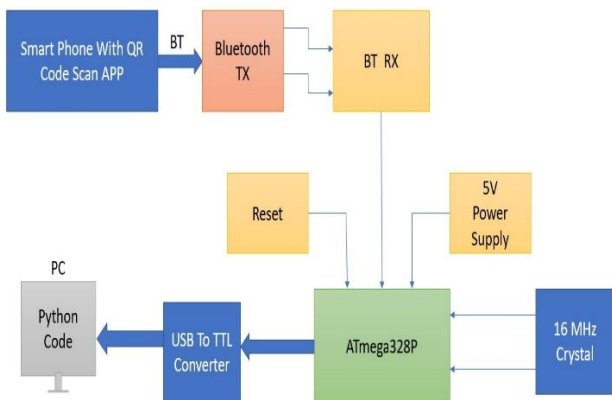 Smart Phone With QR
Code Scan APP
BT
Bluetooth
TX
BT RX
Reset
5V
Power
Supply
PC
Python
Code
USB To TTL
Converter
ATmega328P
16 MHz
Crystal